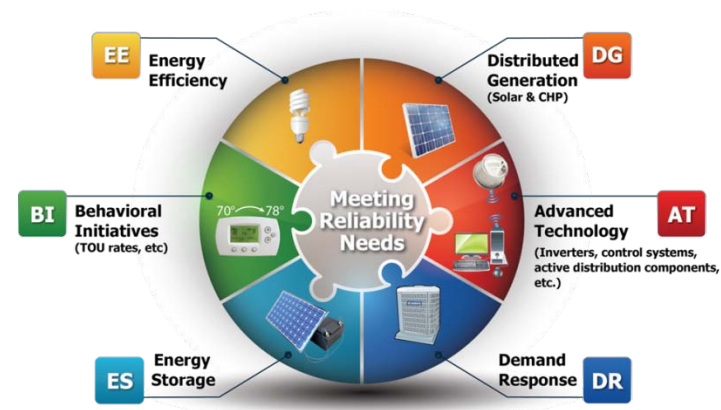 EE
Energy
Efficiency
Distributed
Generation
(Solar & CHP)
DG
BI
Behavioral
Initiatives
(TOU rates, etc)
70° 78°
Meeting
Reliability
Needs
Advanced
Technology
(Inverters, control systems,
active distribution components,
etc.)
AT
ES
Energy
Storage
Demand
Response
DR